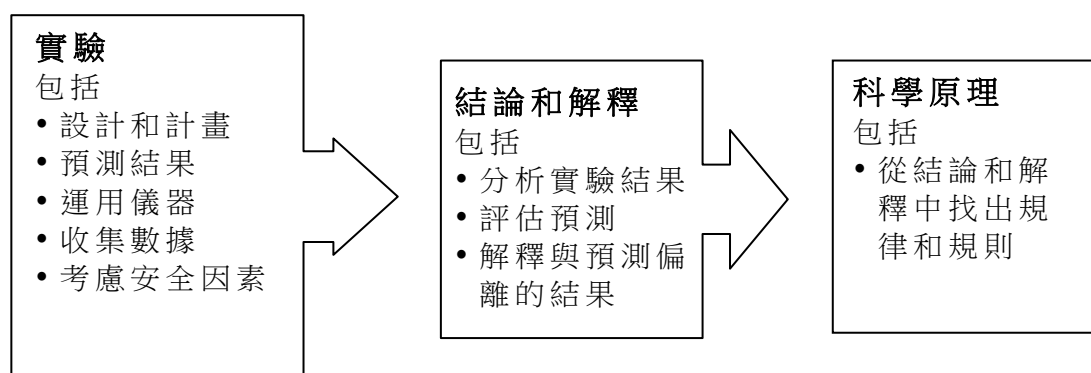 實驗
包括
• 設計和計畫
• 預測結果
• 運用儀器
• 收集數據
• 考慮安全因素
結論和解釋
包括
• 分析實驗結果
• 評估預測
• 解釋與預測偏
離的結果
科學原理
包括
• 從結論和解
釋中找出規
律和規則